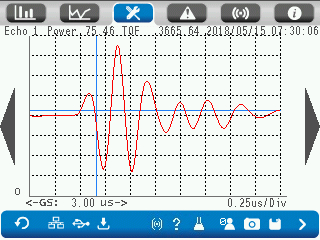 Echo 1 Power 75.46 TOF 3665.64 2018/05/15 07:30:06
0
<-GS: 3.00 us-> 0.25us/Div